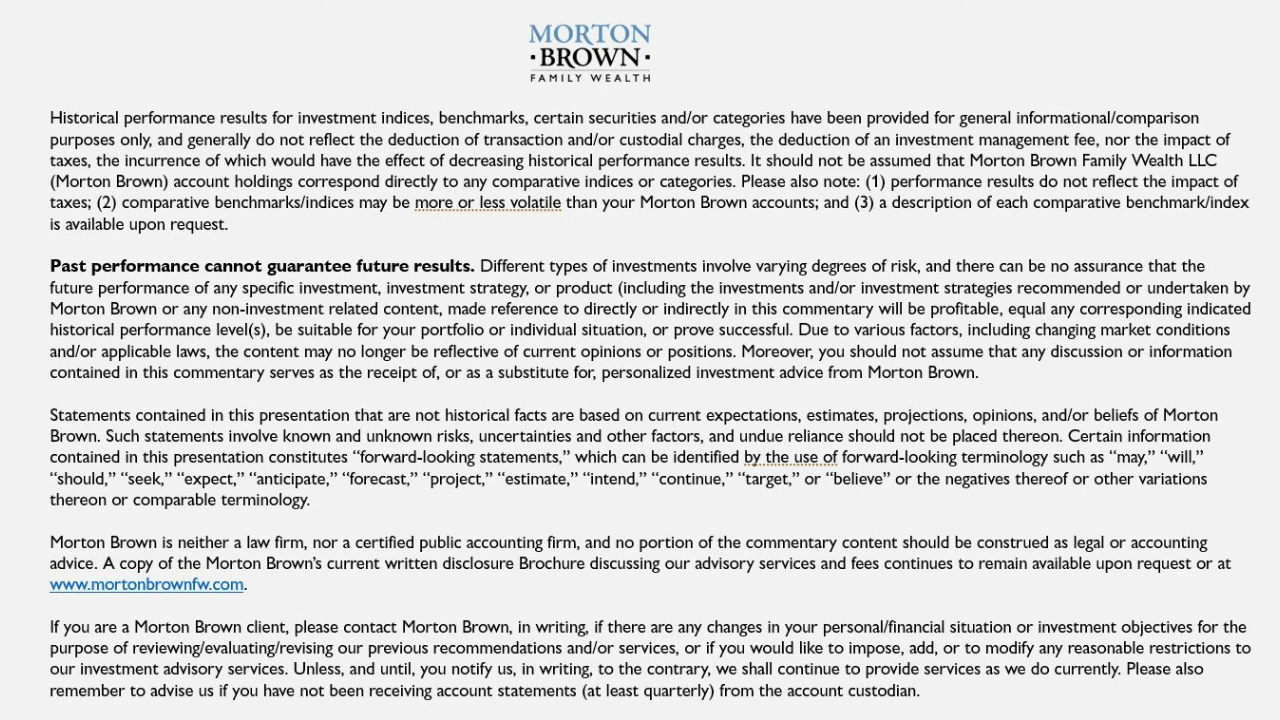 MORTON
·BROWN·
FAMILY WEALTH
Historical performance results for investment indices, benchmarks, certain securities and/or categories have been provided for general informational/comparison
purposes only, and generally do not reflect the deduction of transaction and/or custodial charges, the deduction of an investment management fee, nor the impact of
taxes, the incurrence of which would have the effect of decreasing historical performance results. It should not be assumed that Morton Brown Family Wealth LLC
(Morton Brown) account holdings correspond directly to any comparative indices or categories. Please also note: (1) performance results do not reflect the impact of
taxes; (2) comparative benchmarks/indices may be more or less volatile than your Morton Brown accounts; and (3) a description of each comparative benchmark/index
is available upon request.
Past performance cannot guarantee future results. Different types of investments involve varying degrees of risk, and there can be no assurance that the
future performance of any specific investment, investment strategy, or product (including the investments and/or investment strategies recommended or undertaken by
Morton Brown or any non-investment related content, made reference to directly or indirectly in this commentary will be profitable, equal any corresponding indicated
historical performance level(s), be suitable for your portfolio or individual situation, or prove successful. Due to various factors, including changing market conditions
and/or applicable laws, the content may no longer be reflective of current opinions or positions. Moreover, you should not assume that any discussion or information
contained in this commentary serves as the receipt of, or as a substitute for, personalized investment advice from Morton Brown.
Statements contained in this presentation that are not historical facts are based on current expectations, estimates, projections, opinions, and/or beliefs of Morton
Brown. Such statements involve known and unknown risks, uncertainties and other factors, and undue reliance should not be placed thereon. Certain information
contained in this presentation constitutes “forward-looking statements,” which can be identified by the use of forward-looking terminology such as “may,” “will,”
“should,” “seek,” “expect,” “anticipate,” “forecast,” “project,” “estimate,” “intend,” “continue,” “target,” or “believe” or the negatives thereof or other variations
thereon or comparable terminology.
Morton Brown is neither a law firm, nor a certified public accounting firm, and no portion of the commentary content should be construed as legal or accounting
advice. A copy of the Morton Brown’s current written disclosure Brochure discussing our advisory services and fees continues to remain available upon request or at
www.mortonbrownfw.com.
If you are a Morton Brown client, please contact Morton Brown, in writing, if there are any changes in your personal/financial situation or investment objectives for the
purpose of reviewing/evaluating/revising our previous recommendations and/or services, or if you would like to impose, add, or to modify any reasonable restrictions to
our investment advisory services. Unless, and until, you notify us, in writing, to the contrary, we shall continue to provide services as we do currently. Please also
remember to advise us if you have not been receiving account statements (at least quarterly) from the account custodian.